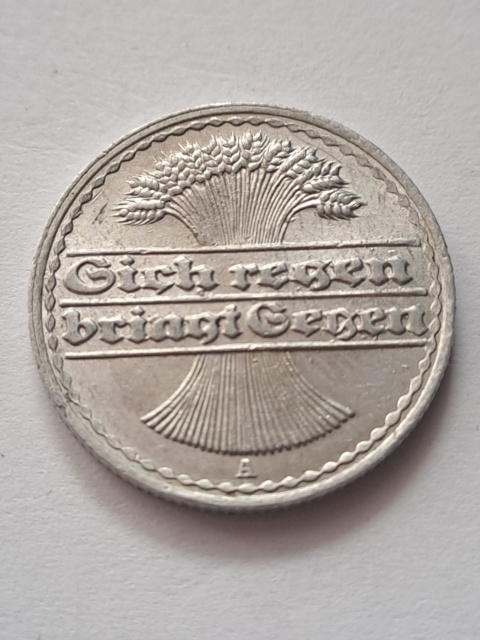 Sich regen
bringt Segen
A